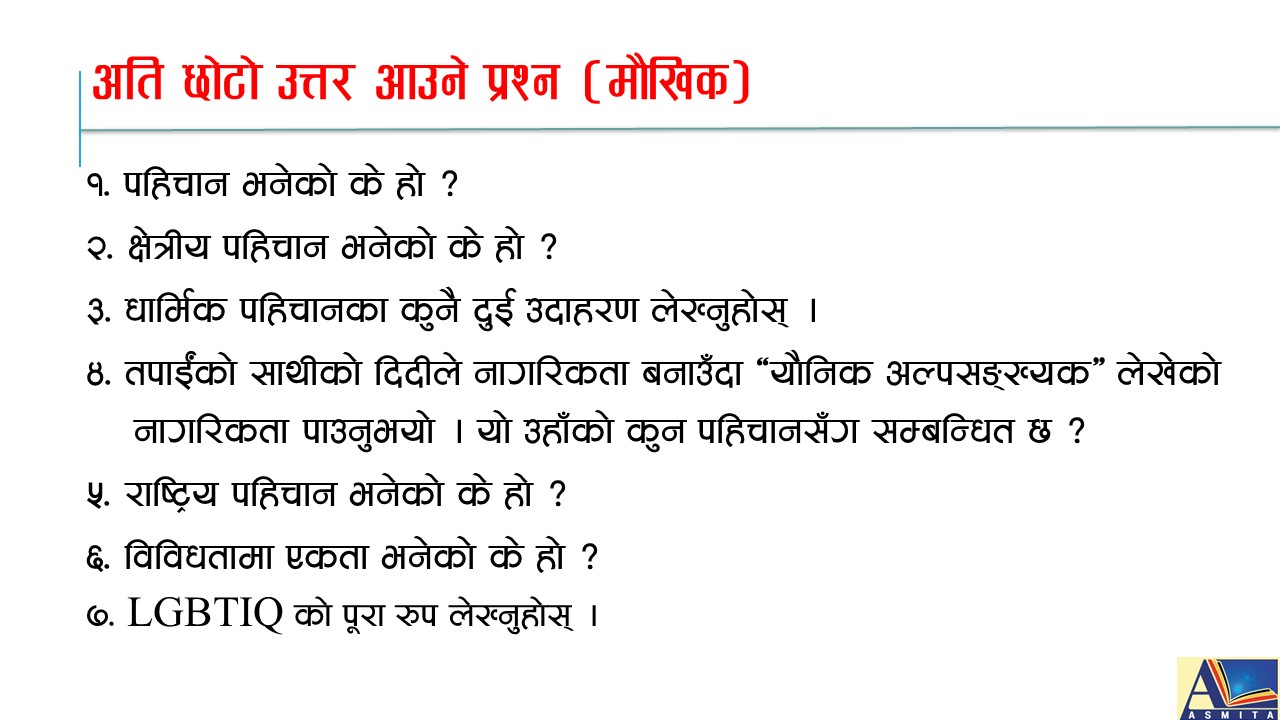 अति छोटो उत्तर आउने प्रश्न (मौखिक)
१. पहिचान भनेको के हो ?
२. क्षेत्रीय पहिचान भनेको के हो ?
३. धार्मिक पहिचानका कुनै दुई उदाहरण लेख्नुहोस् ।
४. तपाईंको साथीको दिदीले नागरिकता बनाउँदा “यौनिक अल्पसङ्ख्यक” लेखेको
नागरिकता पाउनुभयो । यो उहाँको कुन पहिचानसँग सम्बन्धित छ ?
५. राष्ट्रिय पहिचान भनेको के हो ?
६. विविधतामा एकता भनेको के हो ?
७. LGBTIQ को पूरा रुप लेख्नुहोस् ।
ASMITA